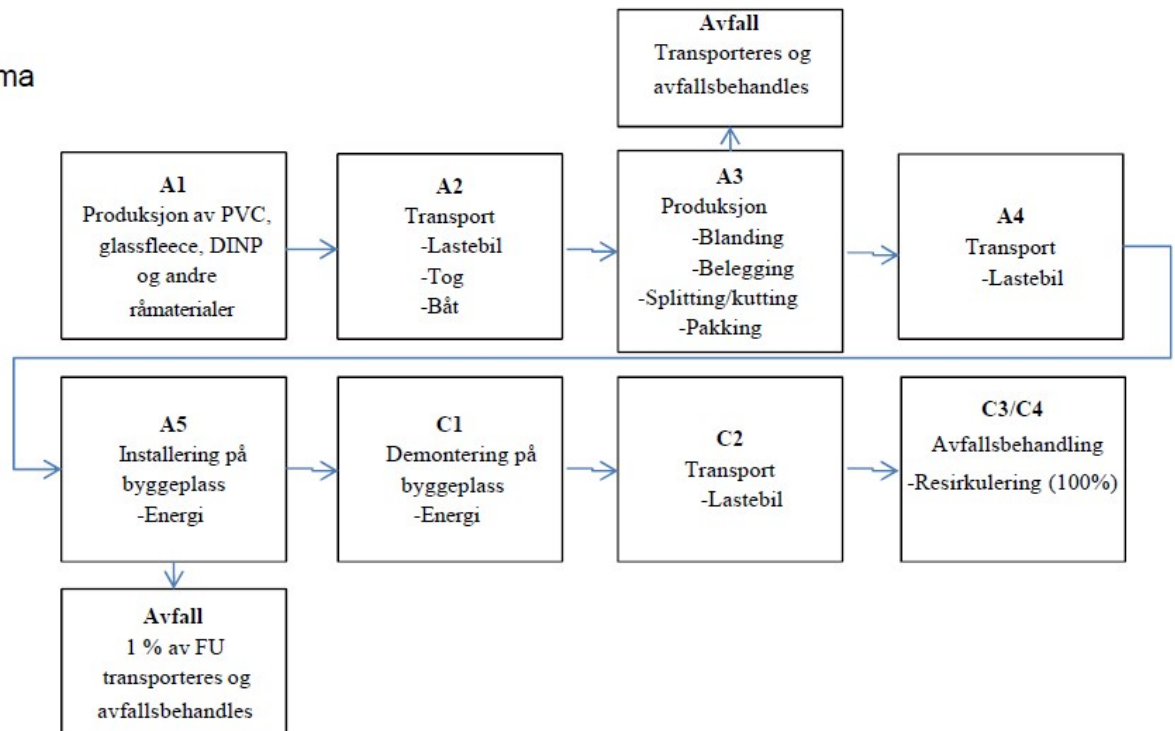 ma
Avfall
Transporteres og
avfallsbehandles
A1
Produksjon av PVC,
glassfleece, DINP
og andre
råmaterialer
A2
Transport
-Lastebil
-Tog
-Båt
A3
Produksjon
-Blanding
-Belegging
-Splitting/kutting
-Pakking
A4
Transport
-Lastebil
A5
Installering på
byggeplass
-Energi
C1
Demontering på
byggeplass
-Energi
C2
Transport
-Lastebil
C3/C4
Avfallsbehandling
-Resirkulering (100%)
Avfall
1 % av FU
transporteres og
avfallsbehandles